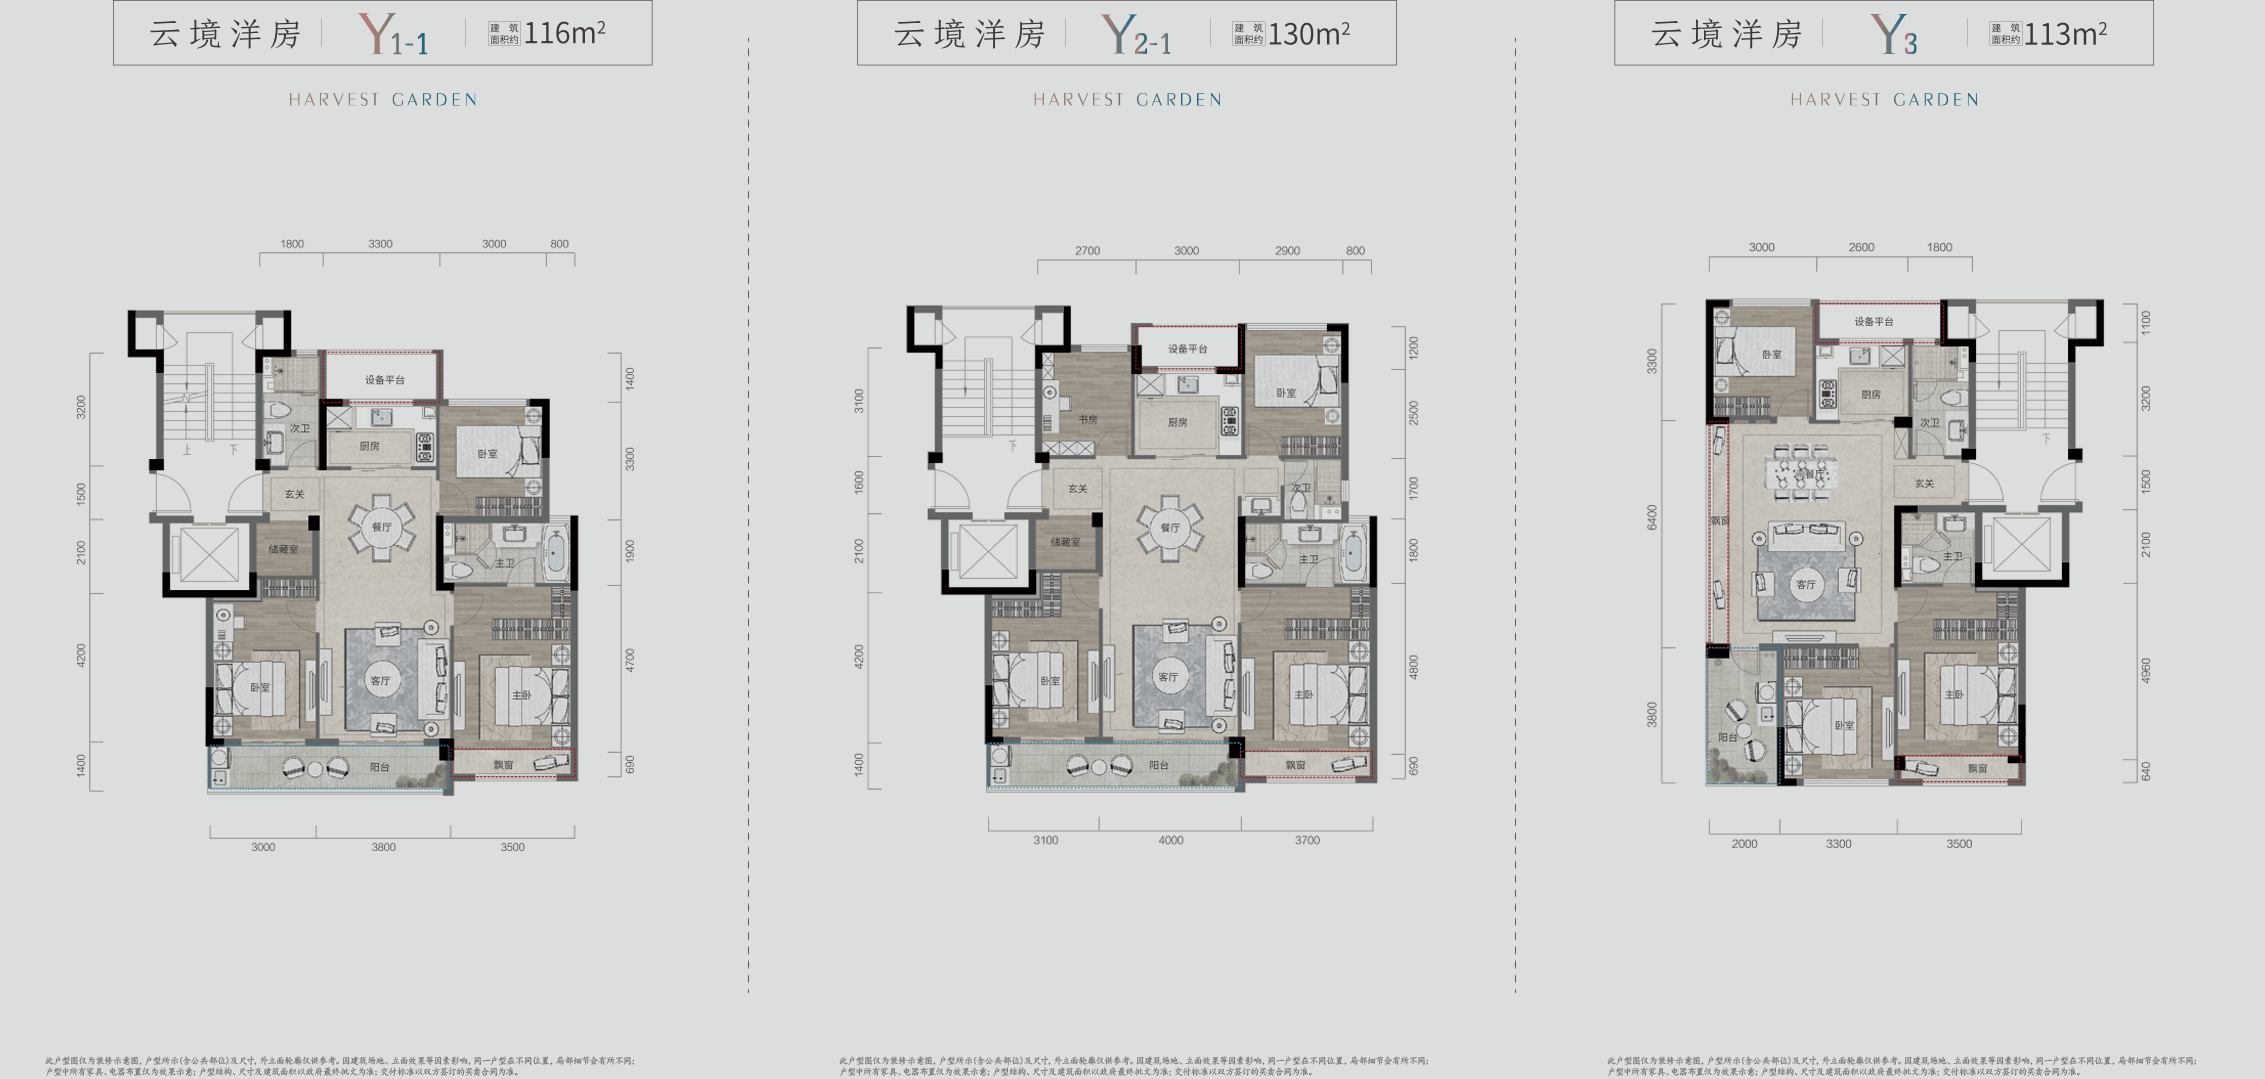 云境洋房 Y1-1 建筑面积约 116m²
HARVEST GARDEN
1800 3300 3000 800
3200
1500
2100
4200
1400
1400
3300
1900
4700
690
设备平台
次卫
厨房
卧室
玄关
餐厅
储藏室
主卫
卧室
客厅
主卧
阳台
飘窗
上 下
3000 3800 3500
此户型图仅为装修示意图，户型所示(含公共部位)及尺寸，外立面轮廓仅供参考。因建筑场地、立面效果等因素影响，同一户型在不同位置，局部细节会有所不同；
户型中所有家具、电器布置仅为效果示意；户型结构、尺寸及建筑面积以政府最终批文为准；交付标准以双方签订的买卖合同为准。
云境洋房 Y2-1 建筑面积约 130m²
HARVEST GARDEN
2700 3000 2900 800
3100
1600
2100
4200
1400
1200
2500
1700
1800
4800
690
设备平台
卧室
书房
厨房
下
玄关
次卫
餐厅
储藏室
主卫
卧室
客厅
主卧
阳台
飘窗
3100 4000 3700
此户型图仅为装修示意图，户型所示(含公共部位)及尺寸，外立面轮廓仅供参考。因建筑场地、立面效果等因素影响，同一户型在不同位置，局部细节会有所不同；
户型中所有家具、电器布置仅为效果示意；户型结构、尺寸及建筑面积以政府最终批文为准；交付标准以双方签订的买卖合同为准。
云境洋房 Y3 建筑面积约 113m²
HARVEST GARDEN
3000 2600 1800
3300
6400
3800
1100
3200
1500
2100
4960
640
设备平台
卧室
厨房
次卫
下
餐厅
玄关
飘窗
主卫
客厅
主卧
卧室
阳台
飘窗
2000 3300 3500
此户型图仅为装修示意图，户型所示(含公共部位)及尺寸，外立面轮廓仅供参考。因建筑场地、立面效果等因素影响，同一户型在不同位置，局部细节会有所不同；
户型中所有家具、电器布置仅为效果示意；户型结构、尺寸及建筑面积以政府最终批文为准；交付标准以双方签订的买卖合同为准。